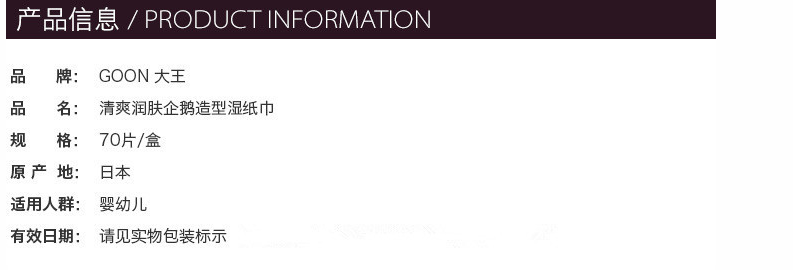 产品信息 / PRODUCT INFORMATION
品 牌： GOON 大王
品 名： 清爽润肤企鹅造型湿纸巾
规 格： 70片/盒
原 产 地： 日本
适用人群： 婴幼儿
有效日期： 请见实物包装标示